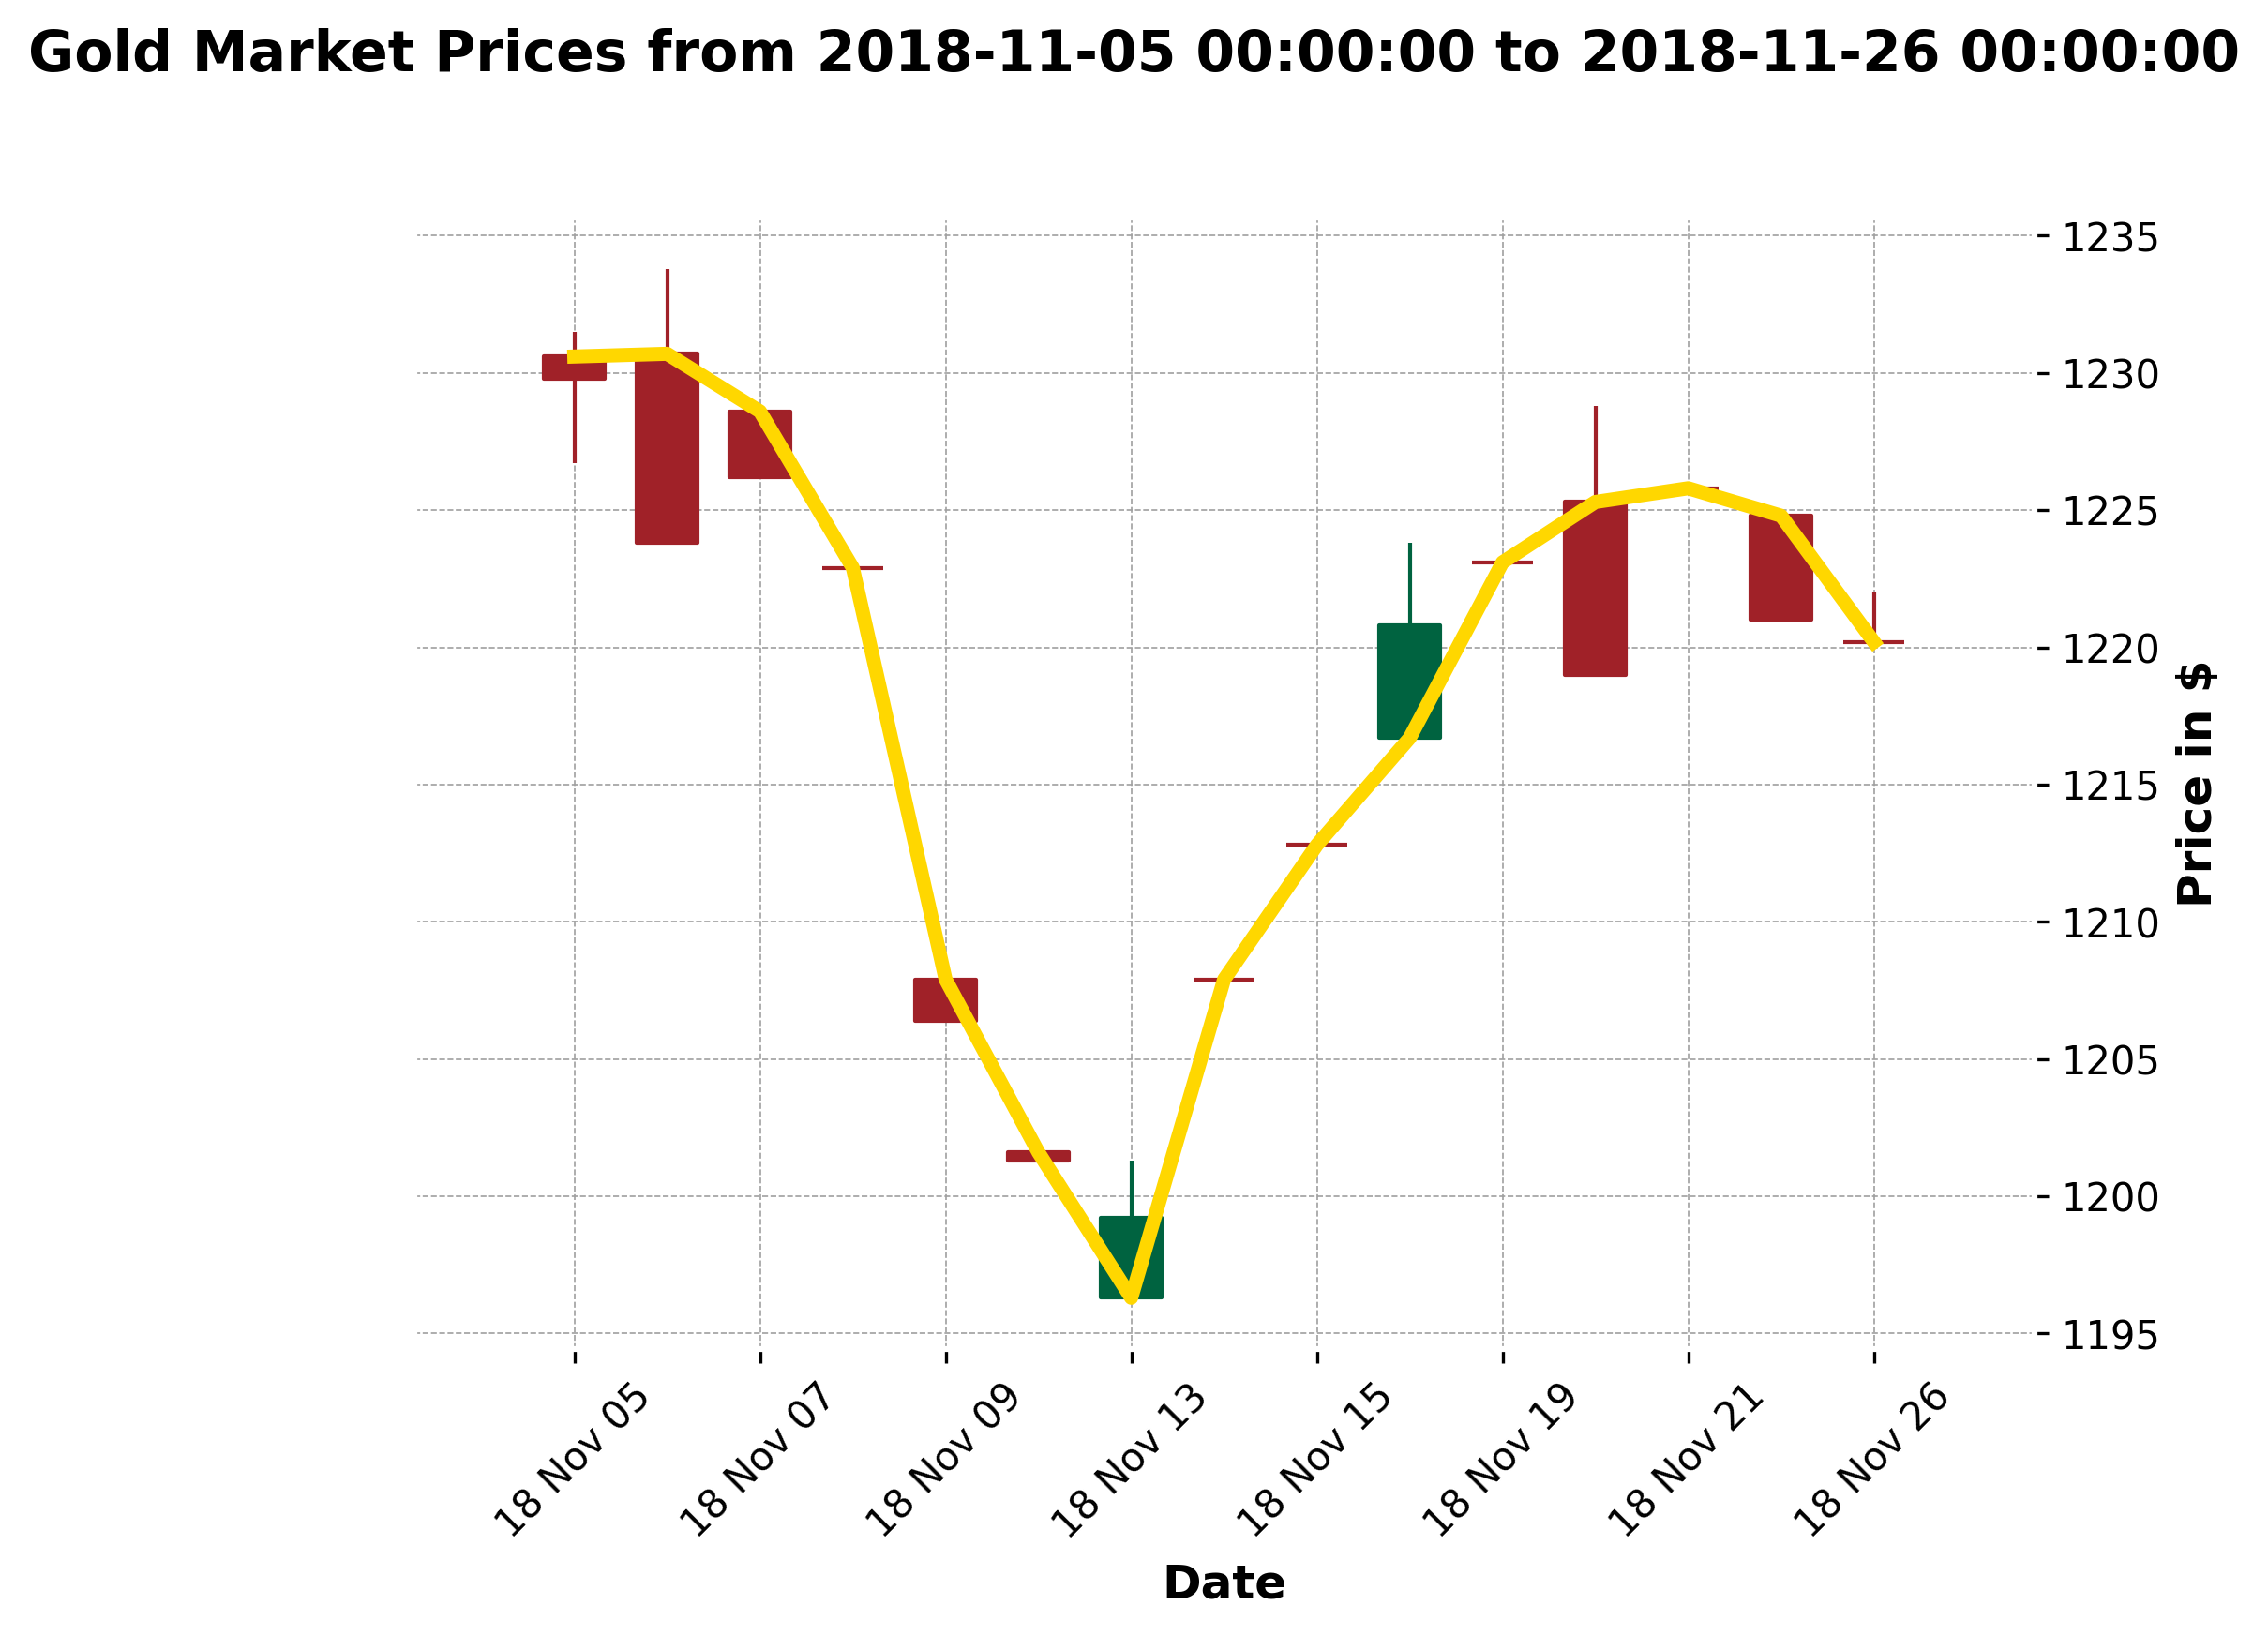 Gold Market Prices from 2018-11-05 00:00:00 to 2018-11-26 00:00:00
1235
1230
1225
1220
1215
1210
1205
1200
1195
Price in $
18 Nov 05
18 Nov 07
18 Nov 09
18 Nov 13
18 Nov 15
18 Nov 19
18 Nov 21
18 Nov 26
Date